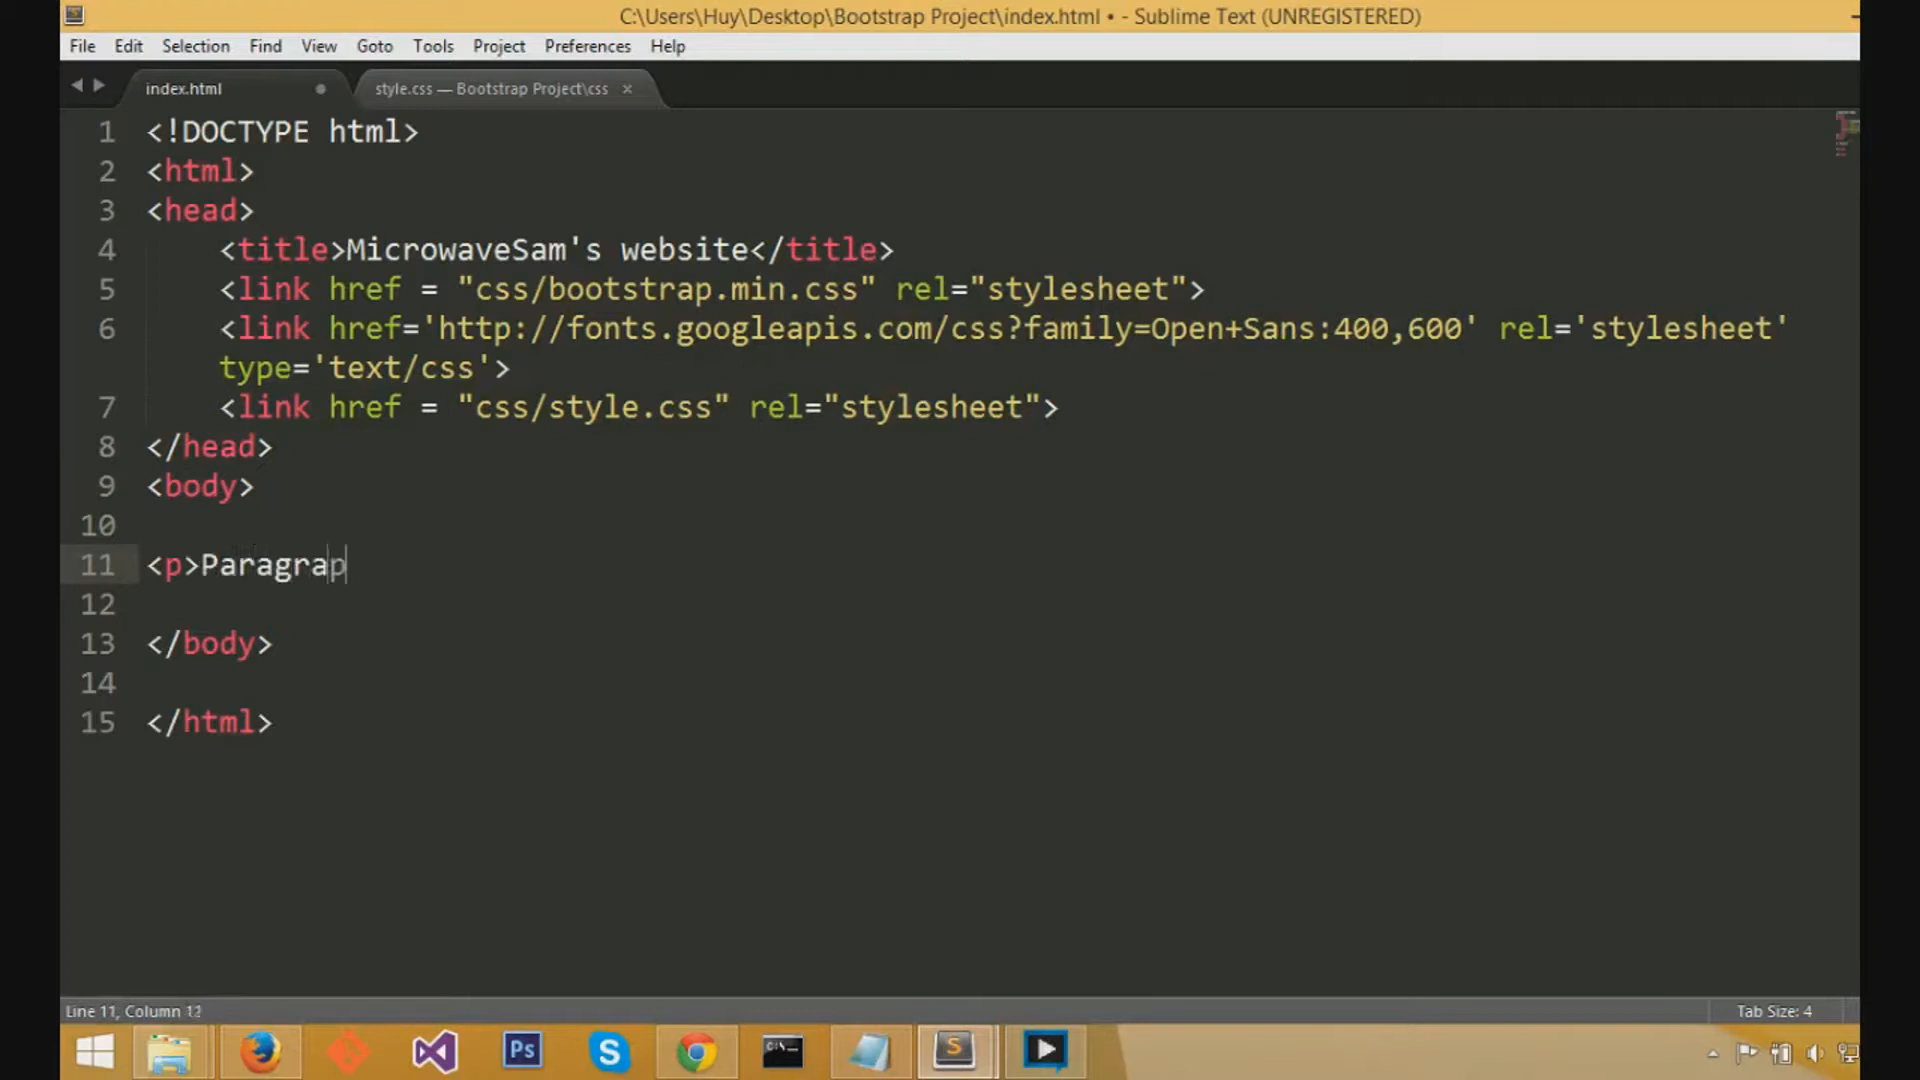 C:\Users\Huy\Desktop\Bootstrap Project\index.html • - Sublime Text (UNREGISTERED)
File Edit Selection Find View Goto Tools Project Preferences Help
index.html style.css — Bootstrap Project\css ×
1 <!DOCTYPE html>
2 <html>
3 <head>
4 <title>MicrowaveSam's website</title>
5 <link href = "css/bootstrap.min.css" rel="stylesheet">
6 <link href='http://fonts.googleapis.com/css?family=Open+Sans:400,600' rel='stylesheet'
type='text/css'>
7 <link href = "css/style.css" rel="stylesheet">
8 </head>
9 <body>
10
11 <p>Paragrap
12
13 </body>
14
15 </html>
Line 11, Column 12 Tab Size: 4
Ps S C:\_ S